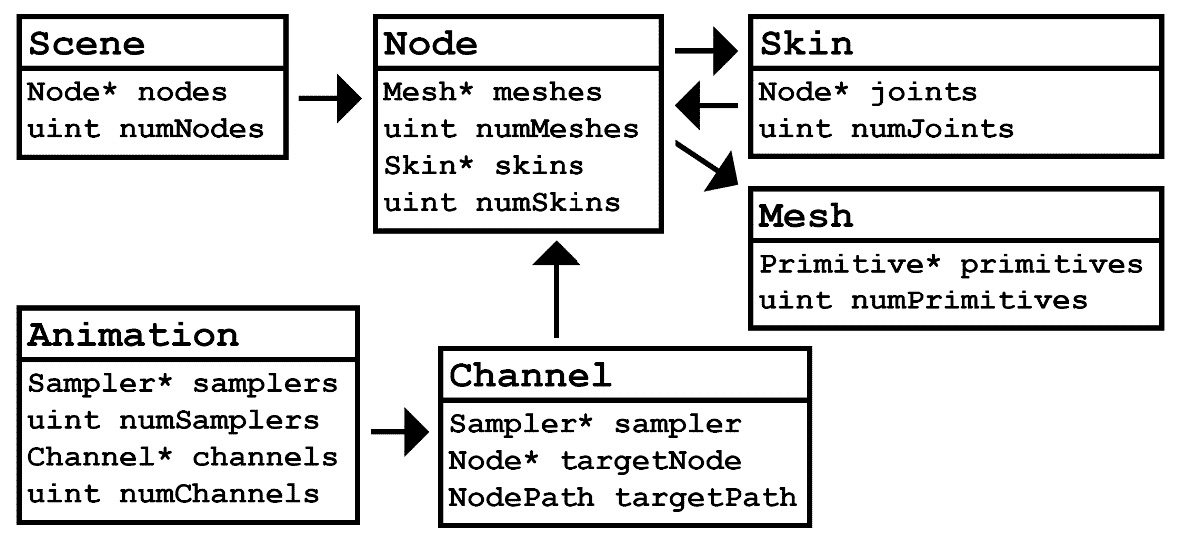 Scene
Node* nodes
uint numNodes
Node
Mesh* meshes
uint numMeshes
Skin* skins
uint numSkins
Skin
Node* joints
uint numJoints
Mesh
Primitive* primitives
uint numPrimitives
Animation
Sampler* samplers
uint numSamplers
Channel* channels
uint numChannels
Channel
Sampler* sampler
Node* targetNode
NodePath targetPath